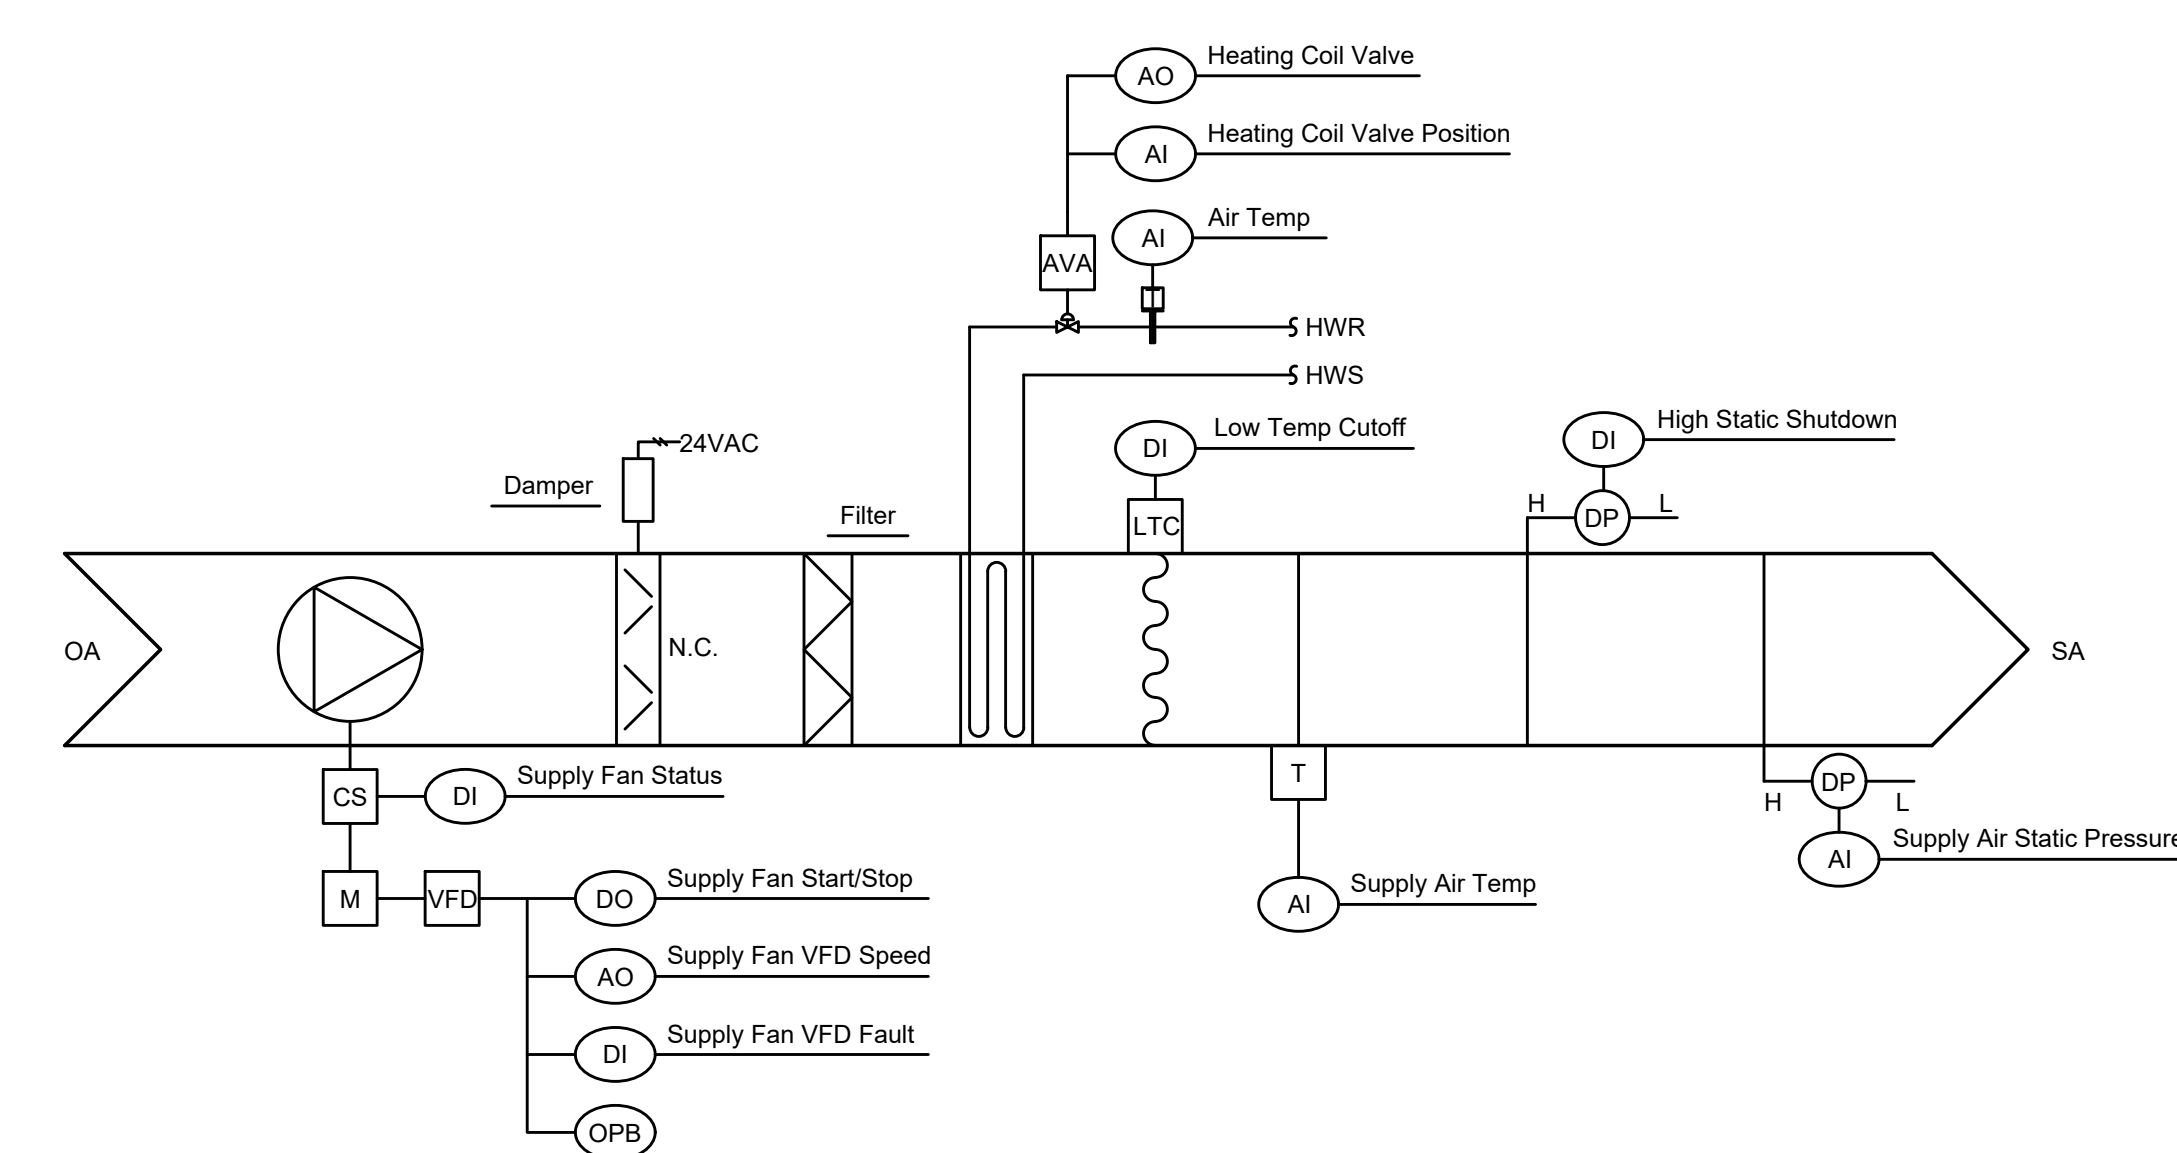 Heating Coil Valve
AO
Heating Coil Valve Position
AI
Air Temp
AI
AVA
HWR
HWS
Low Temp Cutoff
DI
LTC
High Static Shutdown
DI
H
DP
L
24VAC
Damper
Filter
OA
N.C.
SA
CS
DI
Supply Fan Status
T
DP
H
L
Supply Air Static Pressure
AI
M
VFD
DO
Supply Fan Start/Stop
AI
Supply Air Temp
AO
Supply Fan VFD Speed
DI
Supply Fan VFD Fault
OPB